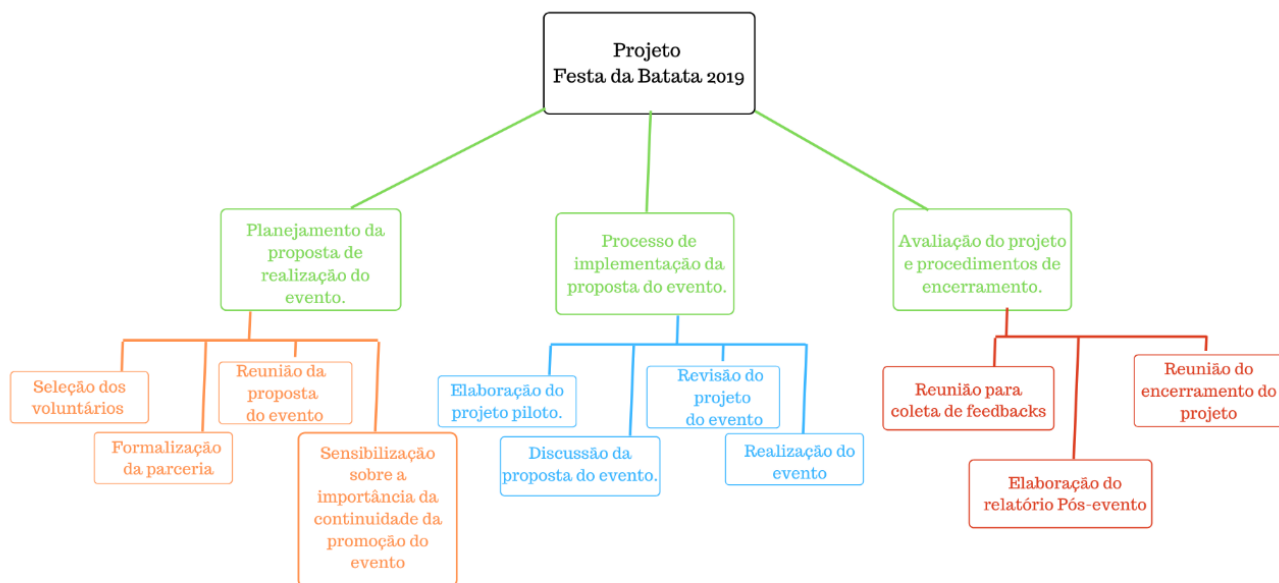 Projeto
Festa da Batata 2019
Planejamento da
proposta de
realização do
evento.
Processo de
implementação da
proposta do evento.
Avaliação do projeto
e procedimentos de
encerramento.
Seleção dos
voluntários
Formalização
da parceria
Reunião da
proposta
do evento
Sensibilização
sobre a
importância da
continuidade da
promoção do
evento
Elaboração do
projeto piloto.
Discussão da
proposta do evento.
Revisão do
projeto
do evento
Realização do
evento
Reunião para
coleta de feedbacks
Elaboração do
relatório Pós-evento
Reunião do
encerramento do
projeto